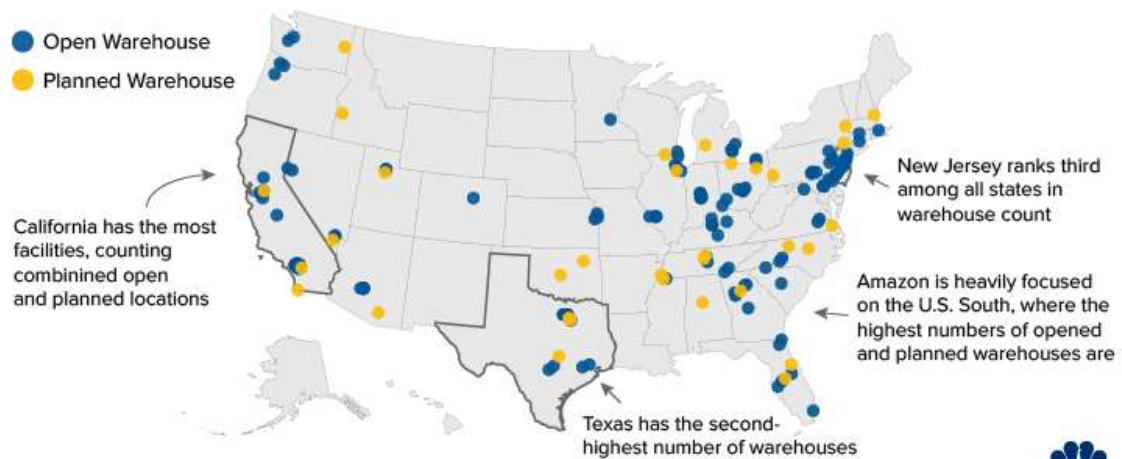 Open Warehouse
Planned Warehouse
California has the most
facilities, counting
combinined open
and planned locations
New Jersey ranks third
among all states in
warehouse count
Amazon is heavily focused
on the U.S. South, where the
highest numbers of opened
and planned warehouses are
Texas has the second-
highest number of warehouses